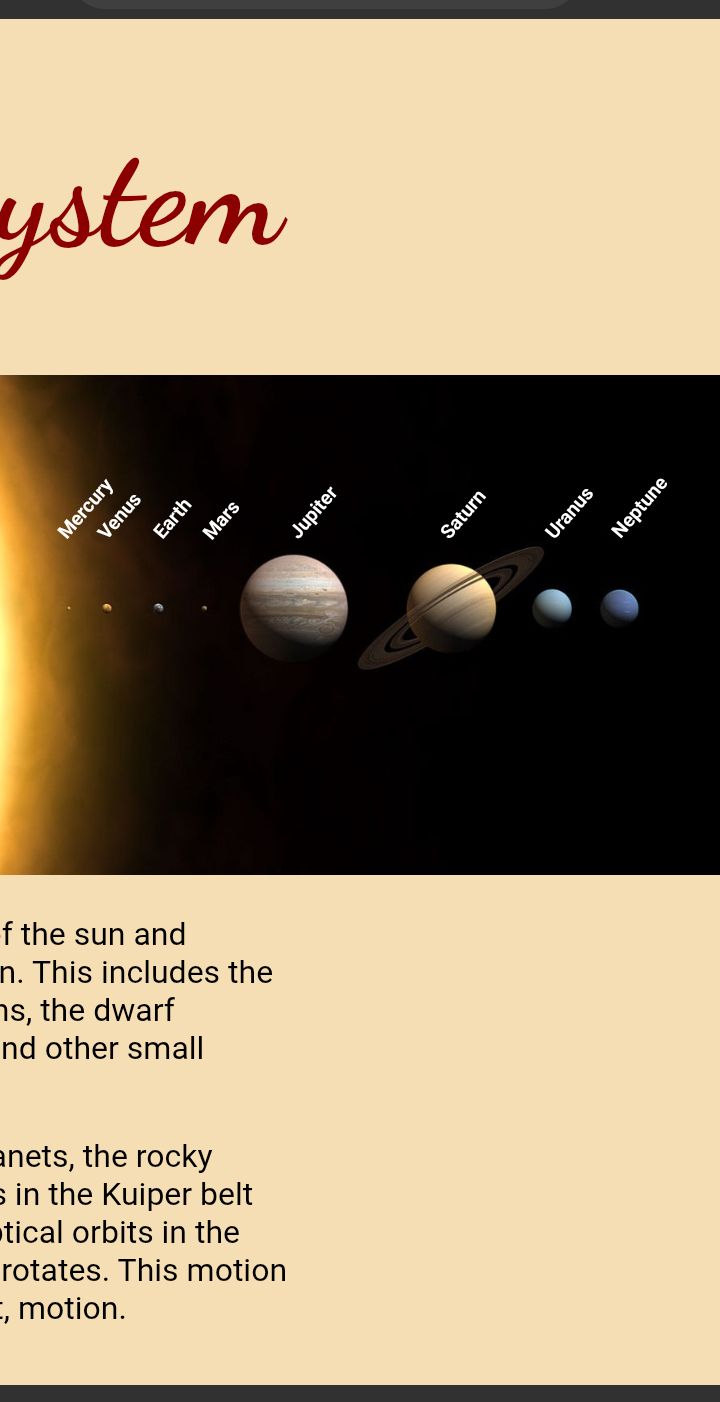 ystem
Mercury
Venus
Earth
Mars
Jupiter
Saturn
Uranus
Neptune
of the sun and
n. This includes the
ns, the dwarf
nd other small
anets, the rocky
s in the Kuiper belt
ptical orbits in the
rotates. This motion
t, motion.